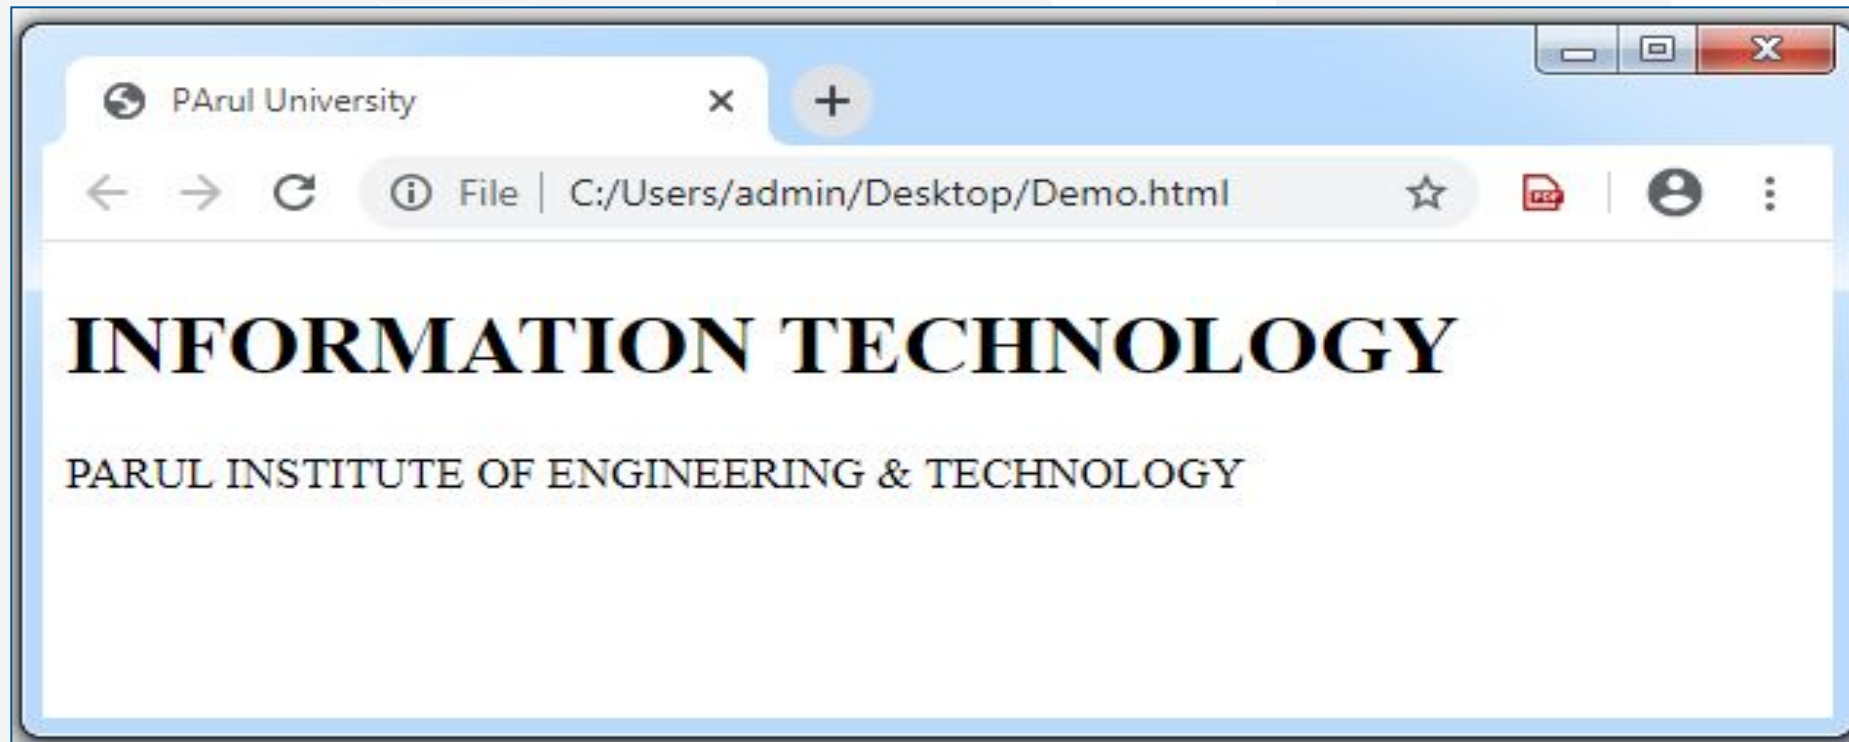 PArul University
File | C:/Users/admin/Desktop/Demo.html
INFORMATION TECHNOLOGY
PARUL INSTITUTE OF ENGINEERING & TECHNOLOGY